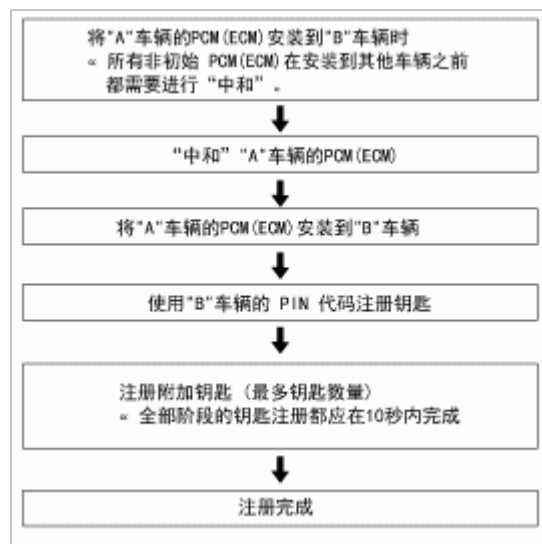 将"A"车辆的PCM(ECM)安装到"B"车辆时
∝ 所有非初始 PCM(ECM)在安装到其他车辆之前
都需要进行“中和”。
“中和”"A"车辆的PCM(ECM)
将"A"车辆的PCM(ECM)安装到"B"车辆
使用"B"车辆的 PIN 代码注册钥匙
注册附加钥匙 (最多钥匙数量)
∝ 全部阶段的钥匙注册都应在10秒内完成
注册完成